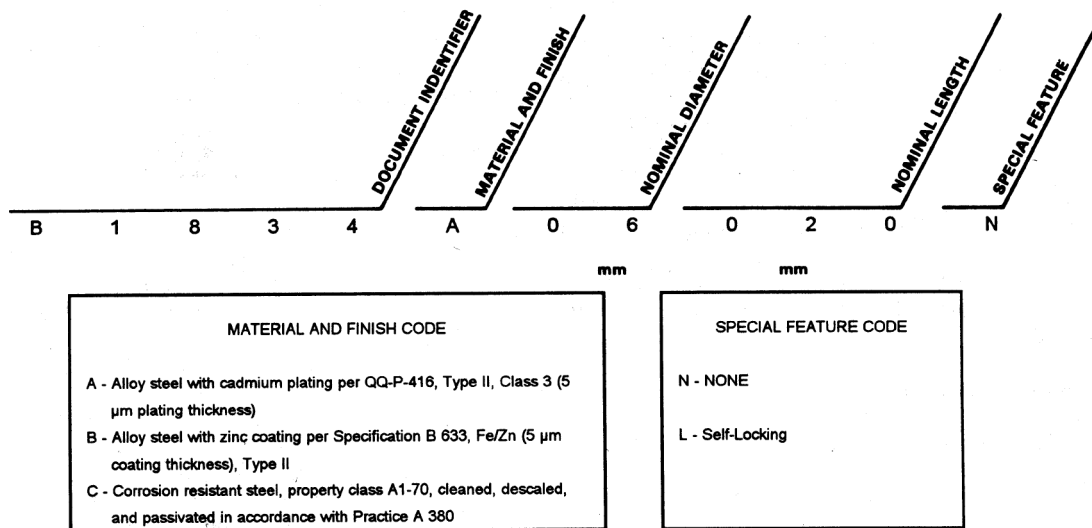 DOCUMENT INDENTIFIER
MATERIAL AND FINISH
NOMINAL DIAMETER
NOMINAL LENGTH
SPECIAL FEATURE
B 1 8 3 4 A 0 6 0 2 0 N
mm mm
MATERIAL AND FINISH CODE
A - Alloy steel with cadmium plating per QQ-P-416, Type II, Class 3 (5
µm plating thickness)
B - Alloy steel with zinc coating per Specification B 633, Fe/Zn (5 µm
coating thickness), Type II
C - Corrosion resistant steel, property class A1-70, cleaned, descaled,
and passivated in accordance with Practice A 380
SPECIAL FEATURE CODE
N - NONE
L - Self-Locking